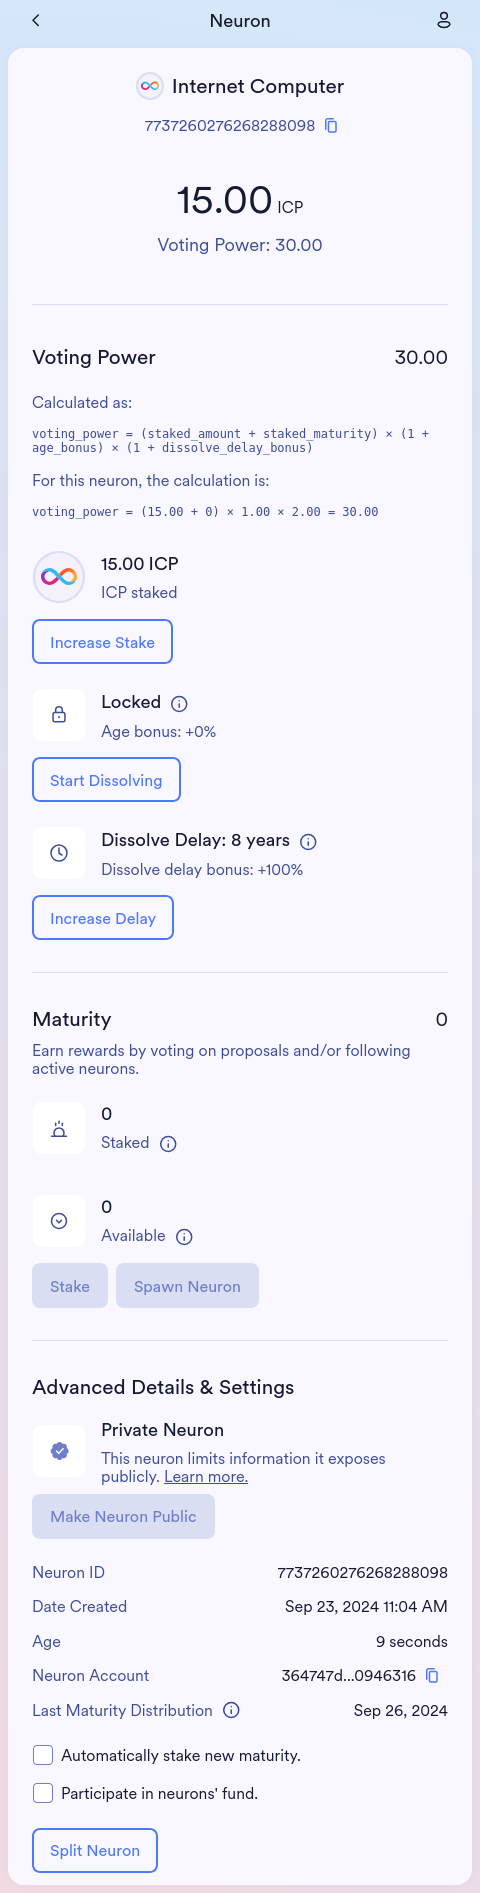 Neuron
Internet Computer
7737260276268288098
15.00 ICP
Voting Power: 30.00
Voting Power 30.00
Calculated as:
voting_power = (staked_amount + staked_maturity) × (1 +
age_bonus) × (1 + dissolve_delay_bonus)
For this neuron, the calculation is:
voting_power = (15.00 + 0) × 1.00 × 2.00 = 30.00
15.00 ICP
ICP staked
Increase Stake
Locked
Age bonus: +0%
Start Dissolving
Dissolve Delay: 8 years
Dissolve delay bonus: +100%
Increase Delay
Maturity 0
Earn rewards by voting on proposals and/or following
active neurons.
0
Staked
0
Available
Stake Spawn Neuron
Advanced Details & Settings
Private Neuron
This neuron limits information it exposes
publicly. Learn more.
Make Neuron Public
Neuron ID 7737260276268288098
Date Created Sep 23, 2024 11:04 AM
Age 9 seconds
Neuron Account 364747d...0946316
Last Maturity Distribution Sep 26, 2024
Automatically stake new maturity.
Participate in neurons' fund.
Split Neuron